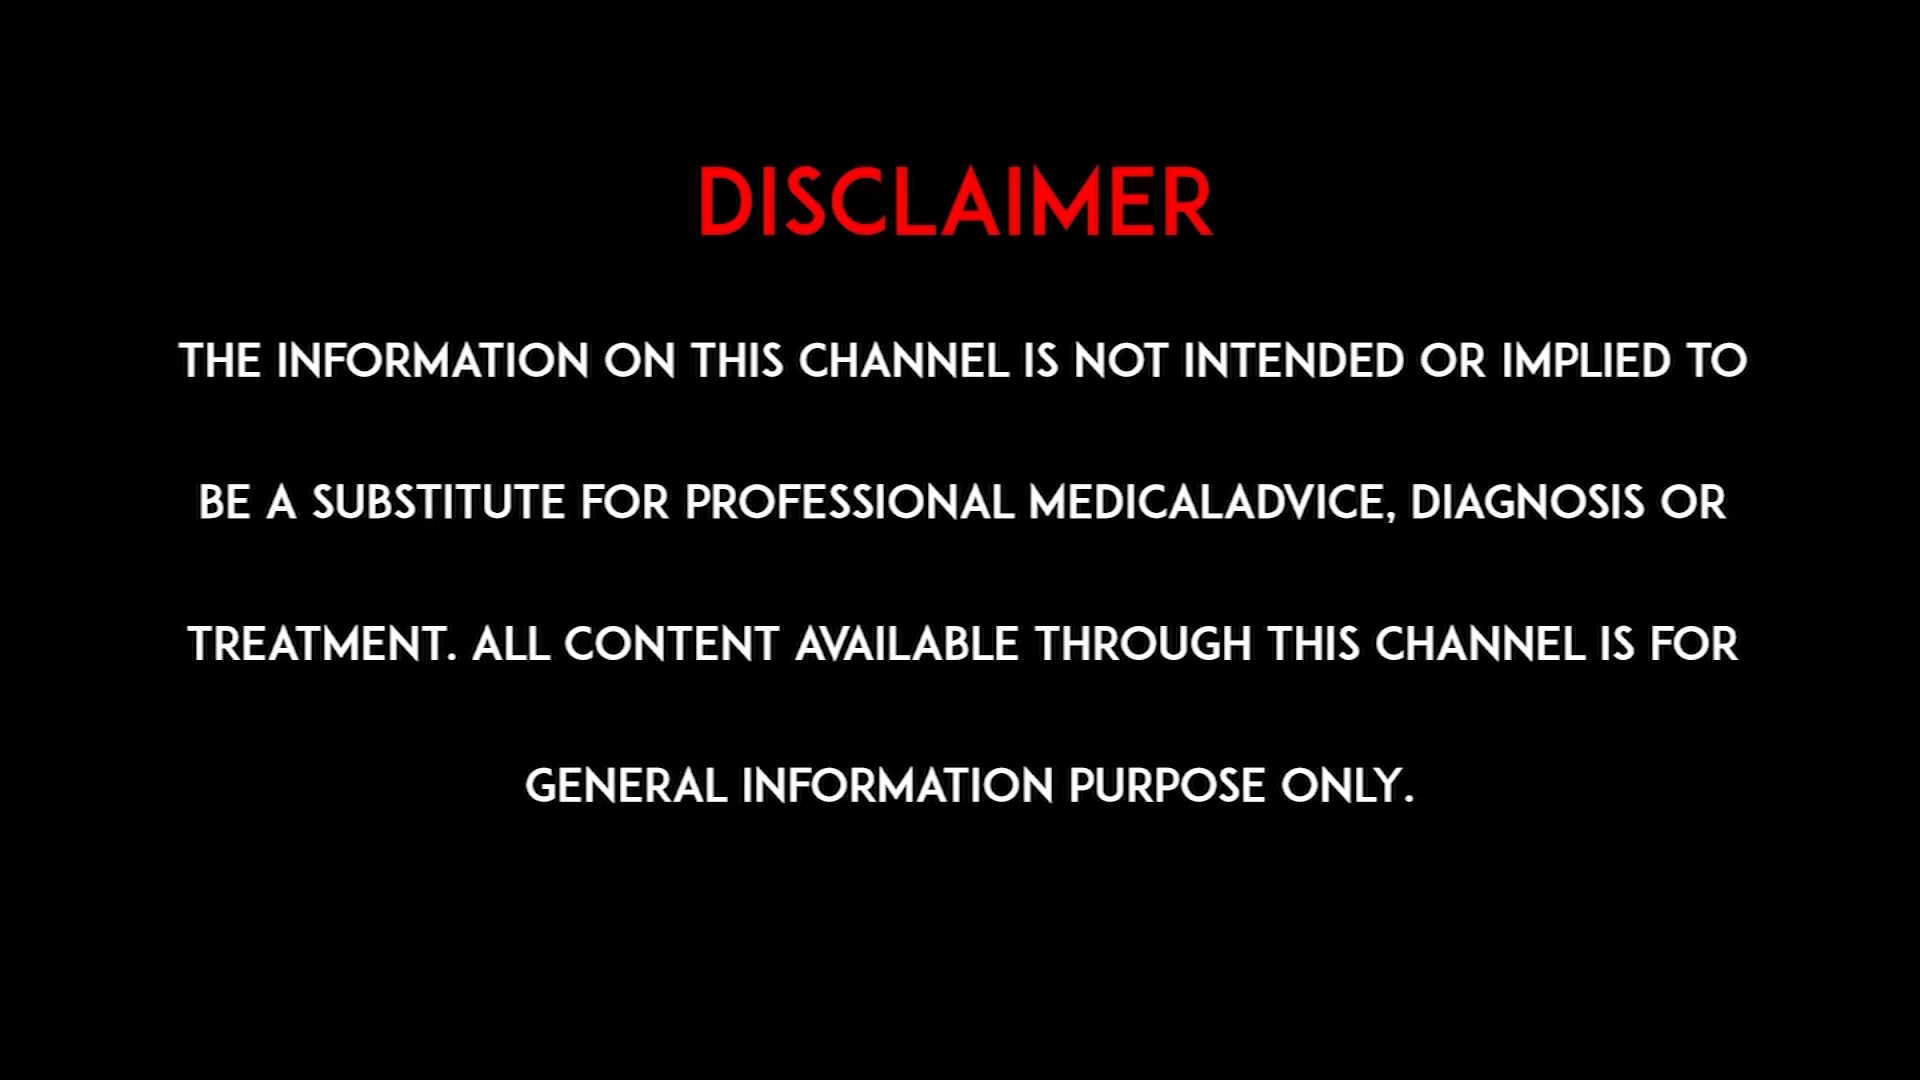 DISCLAIMER
THE INFORMATION ON THIS CHANNEL IS NOT INTENDED OR IMPLIED TO
BE A SUBSTITUTE FOR PROFESSIONAL MEDICALADVICE, DIAGNOSIS OR
TREATMENT. ALL CONTENT AVAILABLE THROUGH THIS CHANNEL IS FOR
GENERAL INFORMATION PURPOSE ONLY.